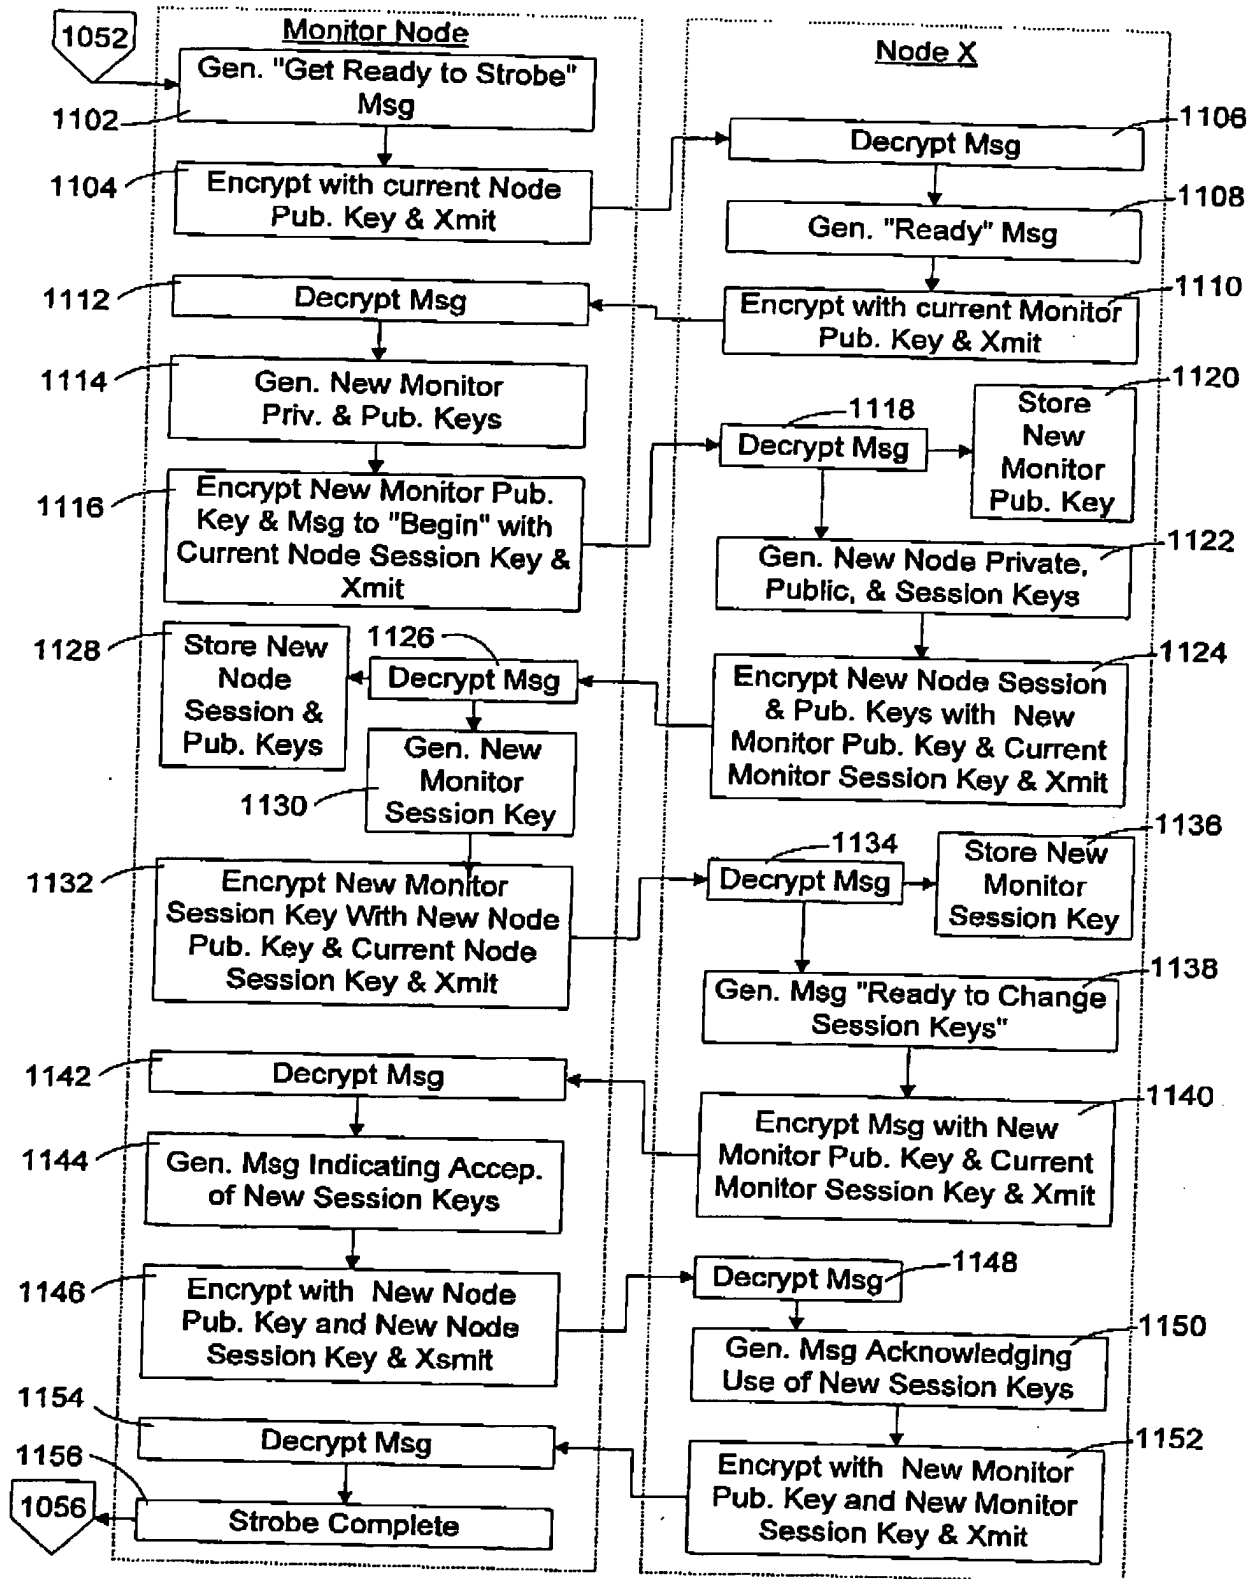 1052
Monitor Node
Node X
Gen. "Get Ready to Strobe"
Msg
1102
1104
Encrypt with current Node
Pub. Key & Xmit
1106
Decrypt Msg
1108
Gen. "Ready" Msg
1110
Encrypt with current Monitor
Pub. Key & Xmit
1112
Decrypt Msg
1114
Gen. New Monitor
Priv. & Pub. Keys
1116
Encrypt New Monitor Pub.
Key & Msg to "Begin" with
Current Node Session Key &
Xmit
1118
Decrypt Msg
1120
Store
New
Monitor
Pub. Key
1122
Gen. New Node Private,
Public, & Session Keys
1124
Encrypt New Node Session
& Pub. Keys with New
Monitor Pub. Key & Current
Monitor Session Key & Xmit
1126
Decrypt Msg
1128
Store New
Node
Session &
Pub. Keys
Gen. New
Monitor
Session Key
1130
1132
Encrypt New Monitor
Session Key With New Node
Pub. Key & Current Node
Session Key & Xmit
1134
Decrypt Msg
1136
Store New
Monitor
Session Key
1138
Gen. Msg "Ready to Change
Session Keys"
1140
Encrypt Msg with New
Monitor Pub. Key & Current
Monitor Session Key & Xmit
1142
Decrypt Msg
1144
Gen. Msg Indicating Accep.
of New Session Keys
1146
Encrypt with New Node
Pub. Key and New Node
Session Key & Xsmit
1148
Decrypt Msg
1150
Gen. Msg Acknowledging
Use of New Session Keys
1152
Encrypt with New Monitor
Pub. Key and New Monitor
Session Key & Xmit
1154
Decrypt Msg
1156
Strobe Complete
1056